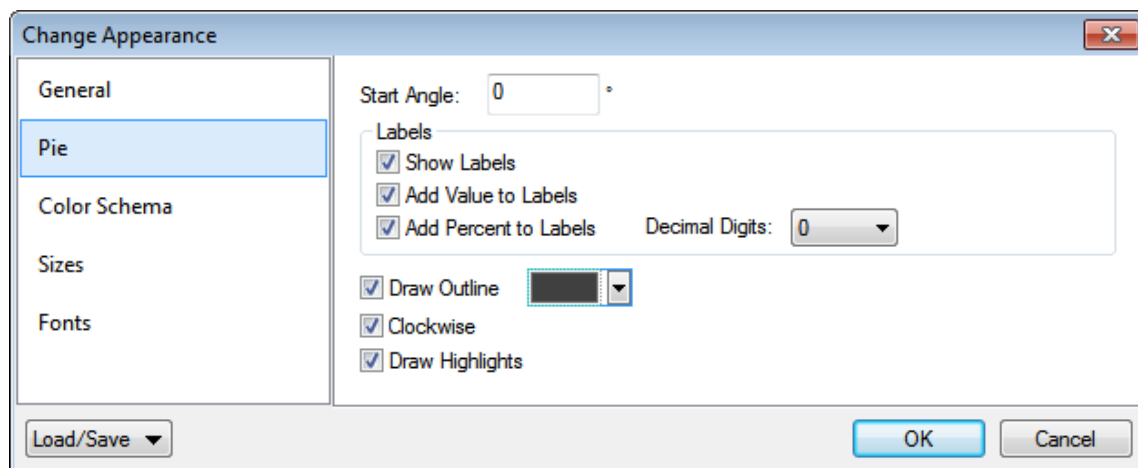 Change Appearance
General
Pie
Color Schema
Sizes
Fonts
Start Angle: 0 °
Labels
Show Labels
Add Value to Labels
Add Percent to Labels Decimal Digits: 0
Draw Outline
Clockwise
Draw Highlights
Load/Save OK Cancel